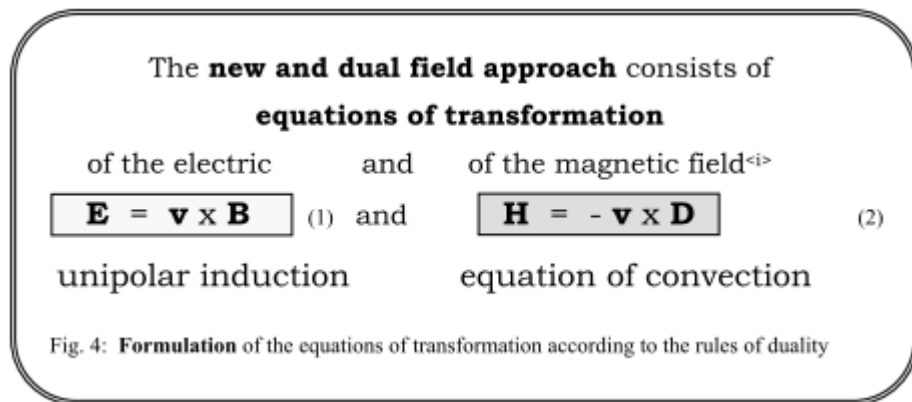 The new and dual field approach consists of
equations of transformation
of the electric and of the magnetic field<i>
E = v x B (1) and H = - v x D (2)
unipolar induction equation of convection
Fig. 4: Formulation of the equations of transformation according to the rules of duality